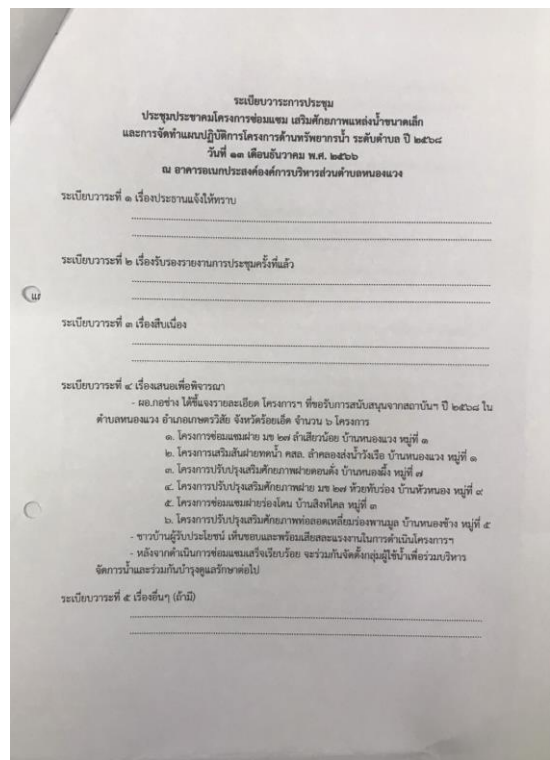 ระเบียบวาระการประชุม
ประชุมประชาคมโครงการซ่อมแซม เสริมศักยภาพแหล่งน้ำขนาดเล็ก
และการจัดทำแผนปฏิบัติการโครงการด้านทรัพยากรน้ำ ระดับตำบล ปี ๒๕๖๘
วันที่ ๑๓ เดือนธันวาคม พ.ศ. ๒๕๖๖
ณ อาคารอเนกประสงค์องค์การบริหารส่วนตำบลหนองแวง
ระเบียบวาระที่ ๑ เรื่องประธานแจ้งให้ทราบ
ระเบียบวาระที่ ๒ เรื่องรับรองรายงานการประชุมครั้งที่แล้ว
ระเบียบวาระที่ ๓ เรื่องสืบเนื่อง
ระเบียบวาระที่ ๔ เรื่องเสนอเพื่อพิจารณา
- ผอ.กอช่าง ได้ชี้แจงรายละเอียด โครงการฯ ที่ขอรับการสนับสนุนจากสถาบันฯ ปี ๒๕๖๘ ใน
ตำบลหนองแวง อำเภอเกษตรวิสัย จังหวัดร้อยเอ็ด จำนวน ๖ โครงการ
๑. โครงการซ่อมแซมฝาย มข ๒๗ ลำเสียวน้อย บ้านหนองแวง หมู่ที่ ๑
๒. โครงการเสริมสันฝายทดน้ำ คสล. ลำคลองส่งน้ำวังเรือ บ้านหนองแวง หมู่ที่ ๑
๓. โครงการปรับปรุงเสริมศักยภาพฝายดอนตั้ง บ้านหนองผึ้ง หมู่ที่ ๗
๔. โครงการปรับปรุงเสริมศักยภาพฝาย มข ๒๗ ห้วยทับร่อง บ้านหัวหนอง หมู่ที่ ๙
๕. โครงการซ่อมแซมฝายร่องโดน บ้านสิงห์ไคล หมู่ที่ ๓
๖. โครงการปรับปรุงเสริมศักยภาพท่อลอดเหลี่ยมร่องพานมูล บ้านหนองช้าง หมู่ที่ ๕
- ชาวบ้านผู้รับประโยชน์ เห็นชอบและพร้อมเสียสละแรงงานในการดำเนินโครงการฯ
- หลังจากดำเนินการซ่อมแซมเสร็จเรียบร้อย จะร่วมกันจัดตั้งกลุ่มผู้ใช้น้ำเพื่อร่วมบริหาร
จัดการน้ำและร่วมกันบำรุงดูแลรักษาต่อไป
ระเบียบวาระที่ ๕ เรื่องอื่นๆ (ถ้ามี)